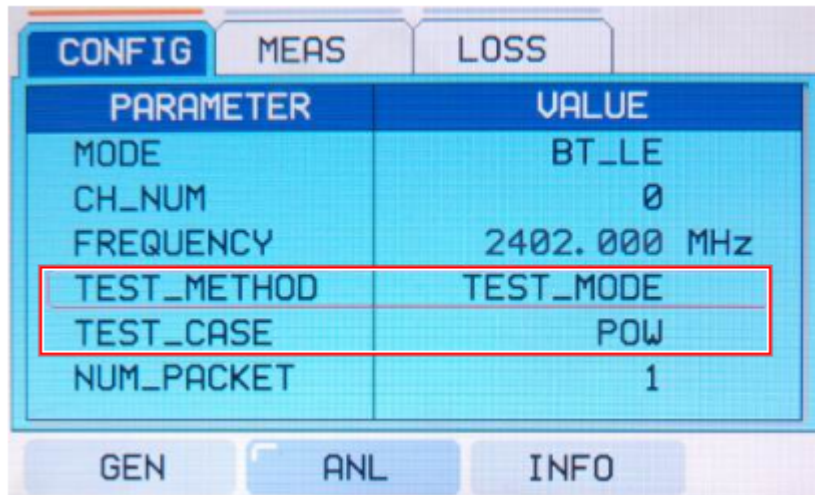 CONFIG MEAS LOSS
PARAMETER VALUE
MODE BT_LE
CH_NUM 0
FREQUENCY 2402.000 MHz
TEST_METHOD TEST_MODE
TEST_CASE POW
NUM_PACKET 1
GEN ANL INFO